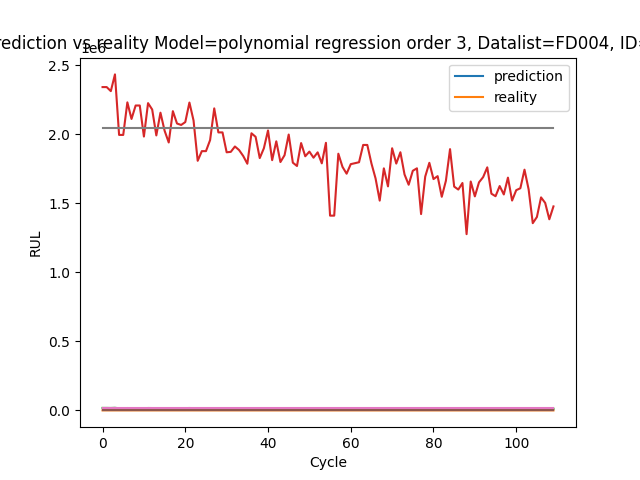 rediction vs reality Model=polynomial regression order 3, Datalist=FD004, ID=
1e6
prediction
reality
2.5
2.0
1.5
1.0
0.5
0.0
RUL
0
20
40
60
80
100
Cycle